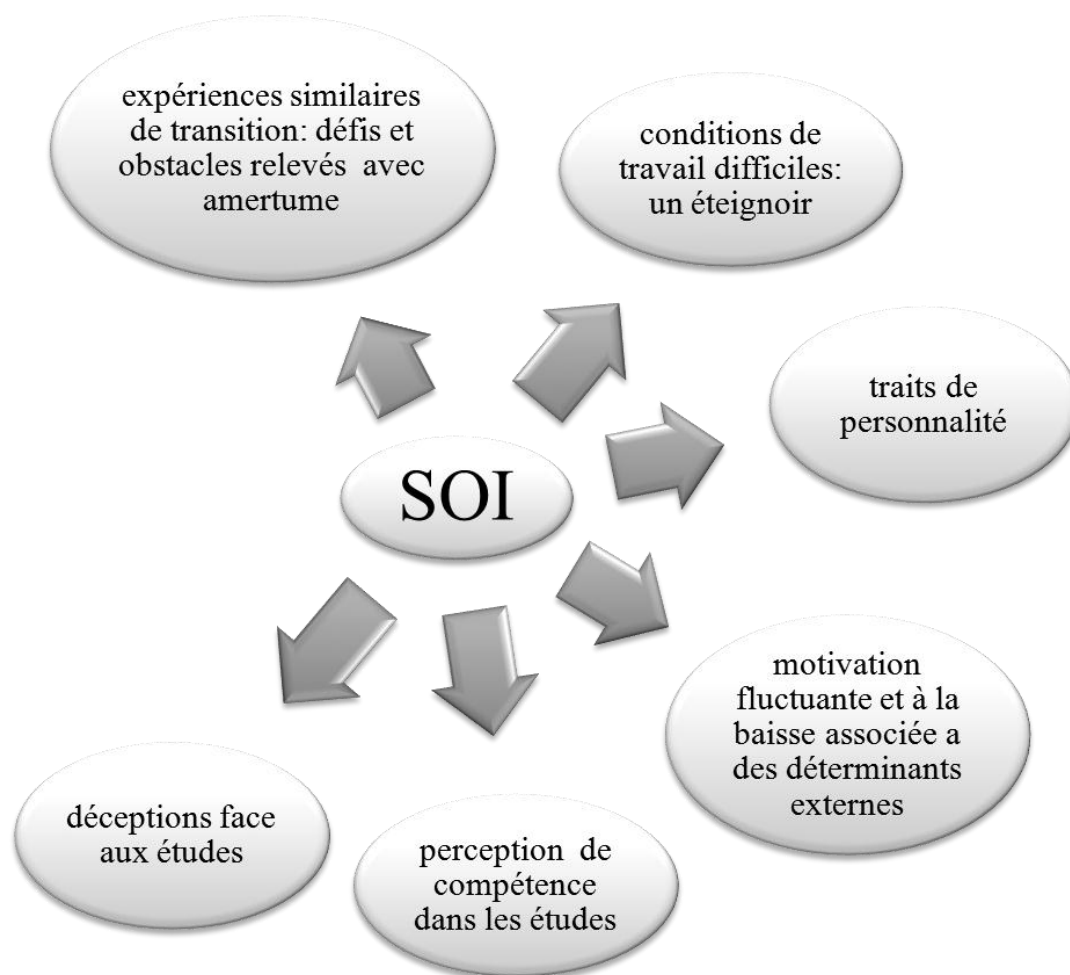 expériences similaires
de transition: défis et
obstacles relevés avec
amertume
conditions de
travail difficiles:
un éteignoir
traits de
personnalité
SOI
motivation
fluctuante et à la
baisse associée a
des déterminants
externes
déceptions face
aux études
perception de
compétence
dans les études